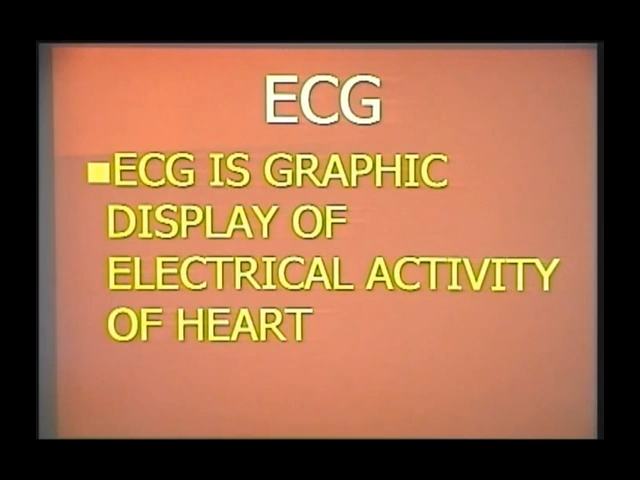 ECG
ECG IS GRAPHIC
DISPLAY OF
ELECTRICAL ACTIVITY
OF HEART